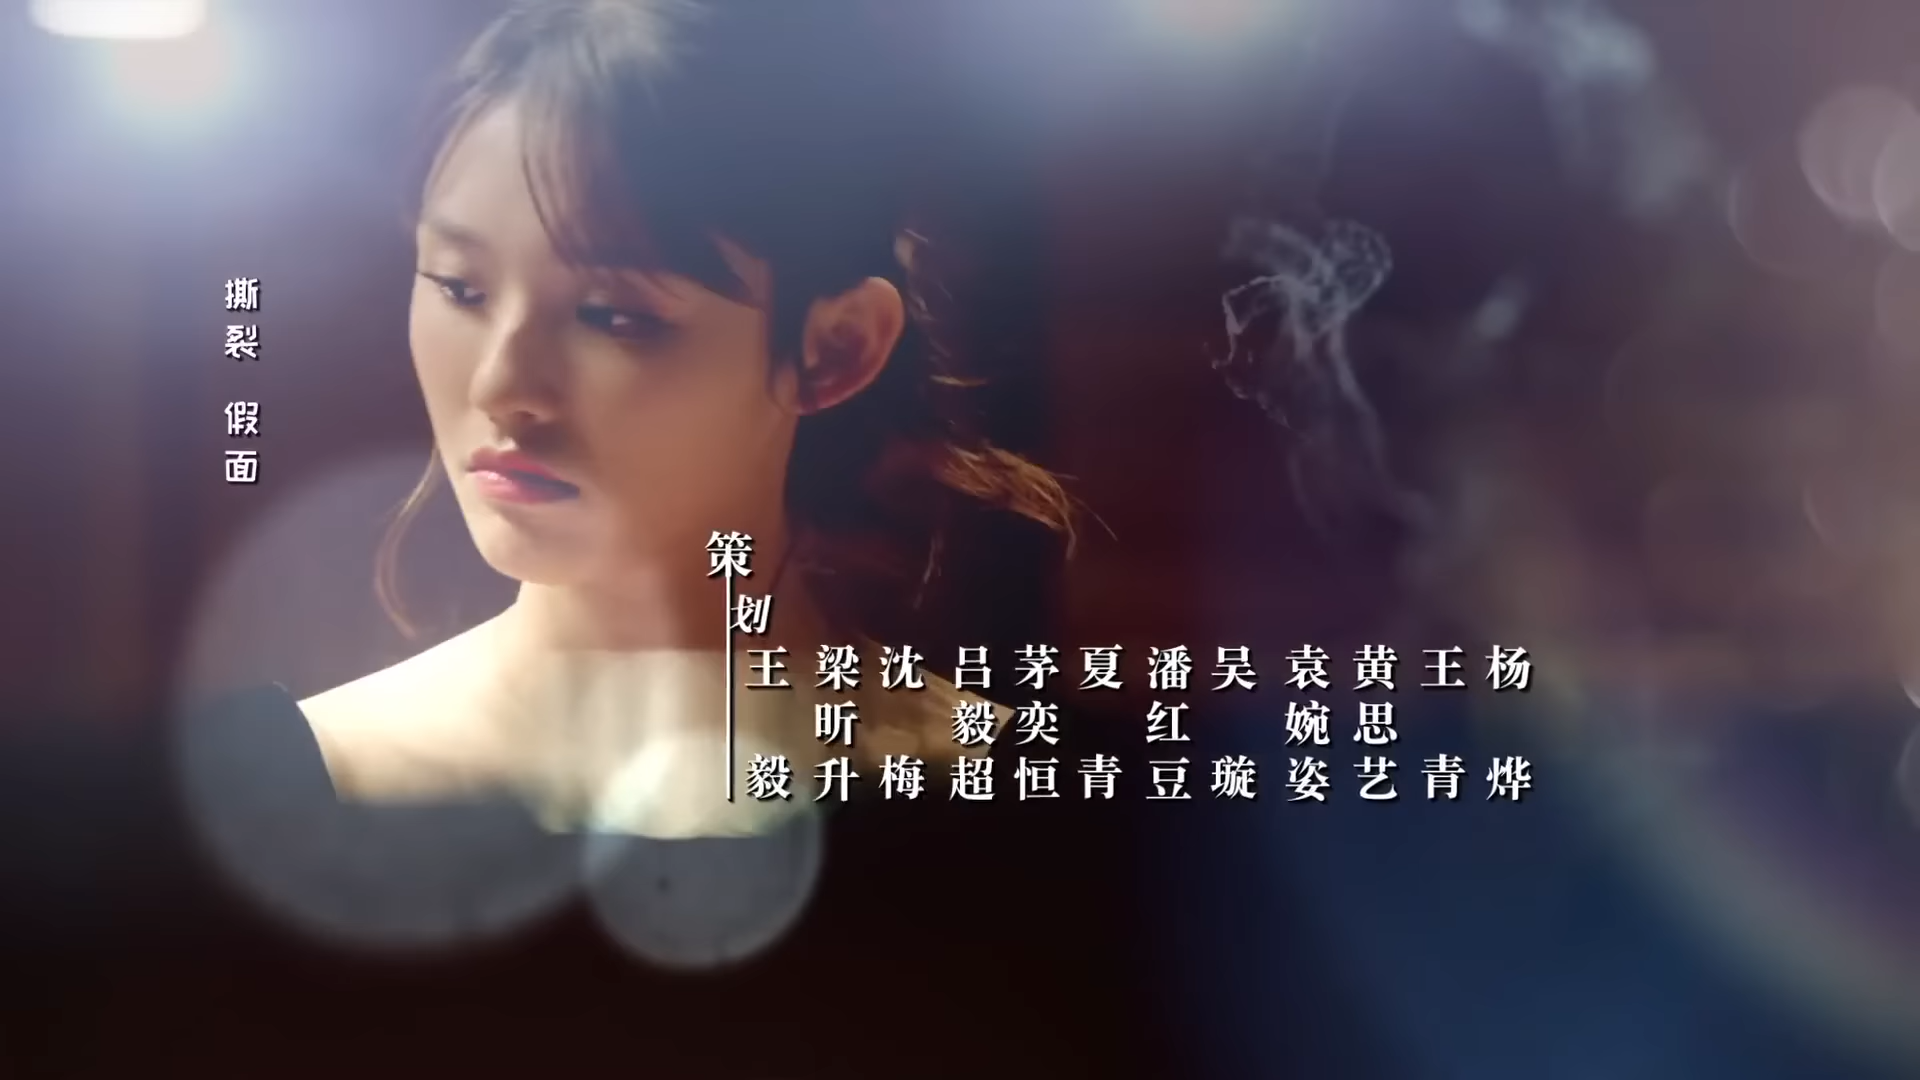 撕裂 假面
策划
王毅
梁昕升
沈梅
吕毅超
茅奕恒
夏青
潘红豆
吴璇
袁婉姿
黄思艺
王青
杨烨